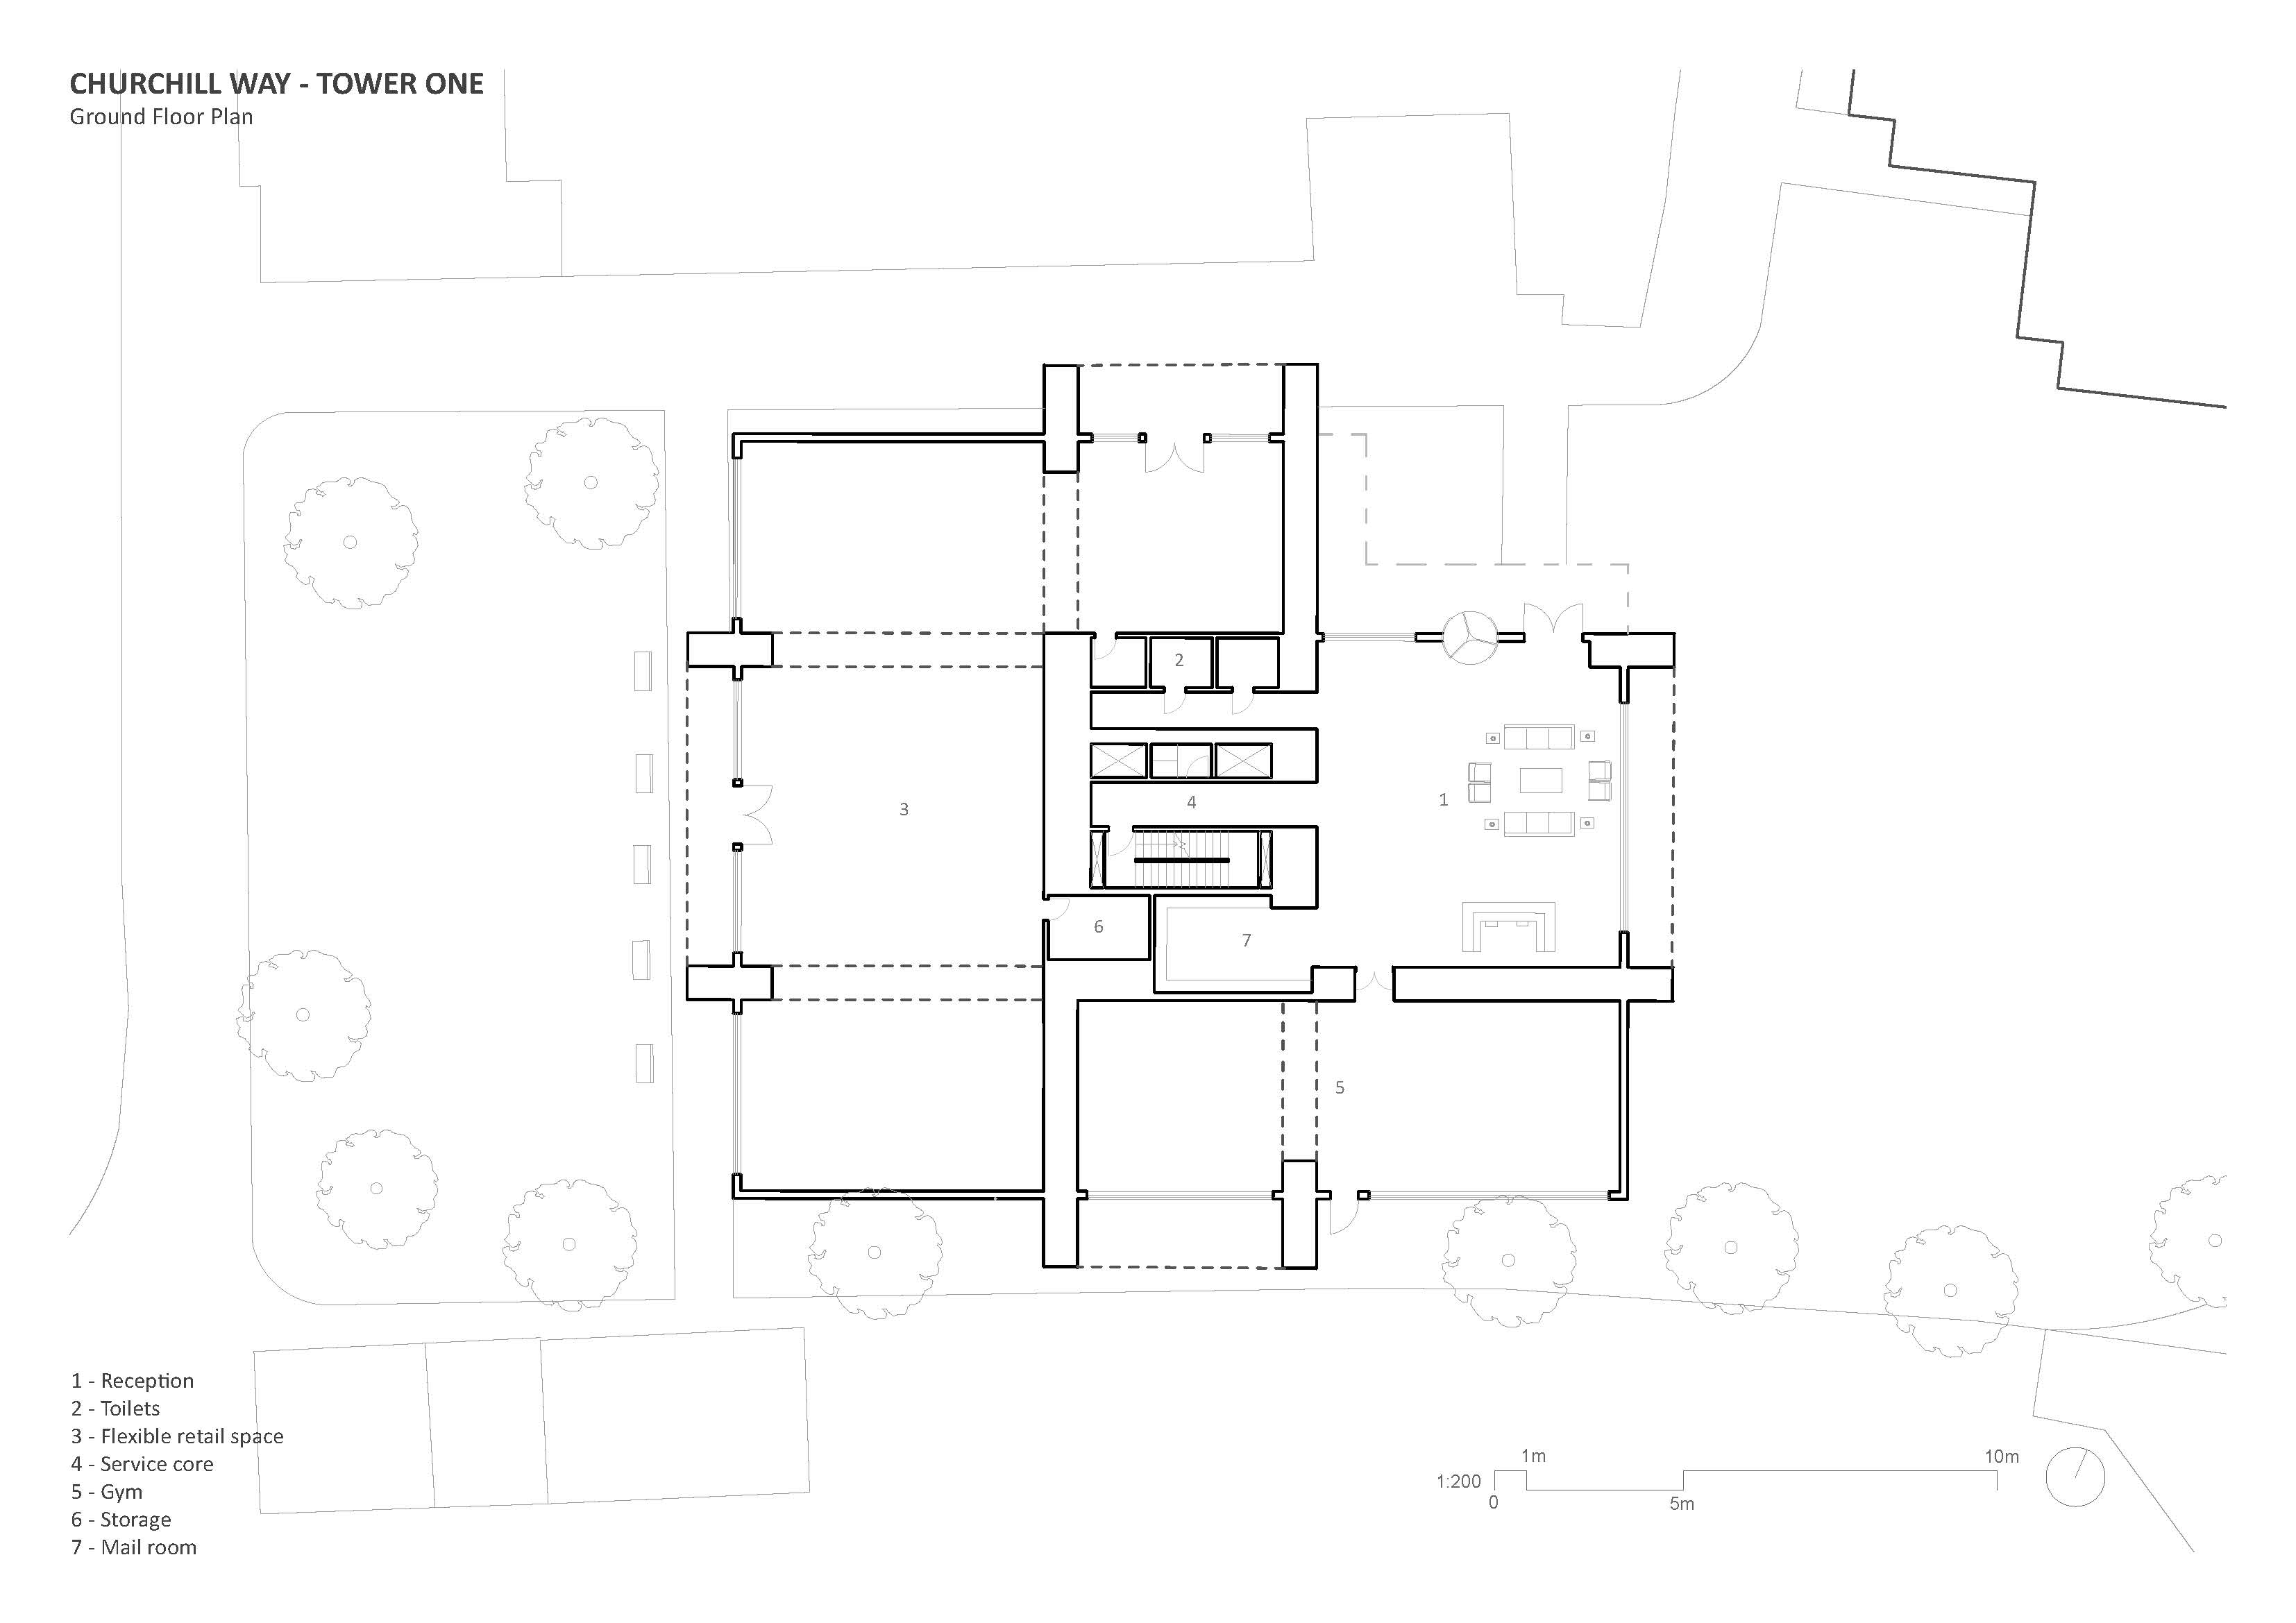 CHURCHILL WAY - TOWER ONE
Ground Floor Plan
2
4
3
1
6
7
5
1 - Reception
2 - Toilets
3 - Flexible retail space
4 - Service core
5 - Gym
6 - Storage
7 - Mail room
1m
10m
1:200
0
5m